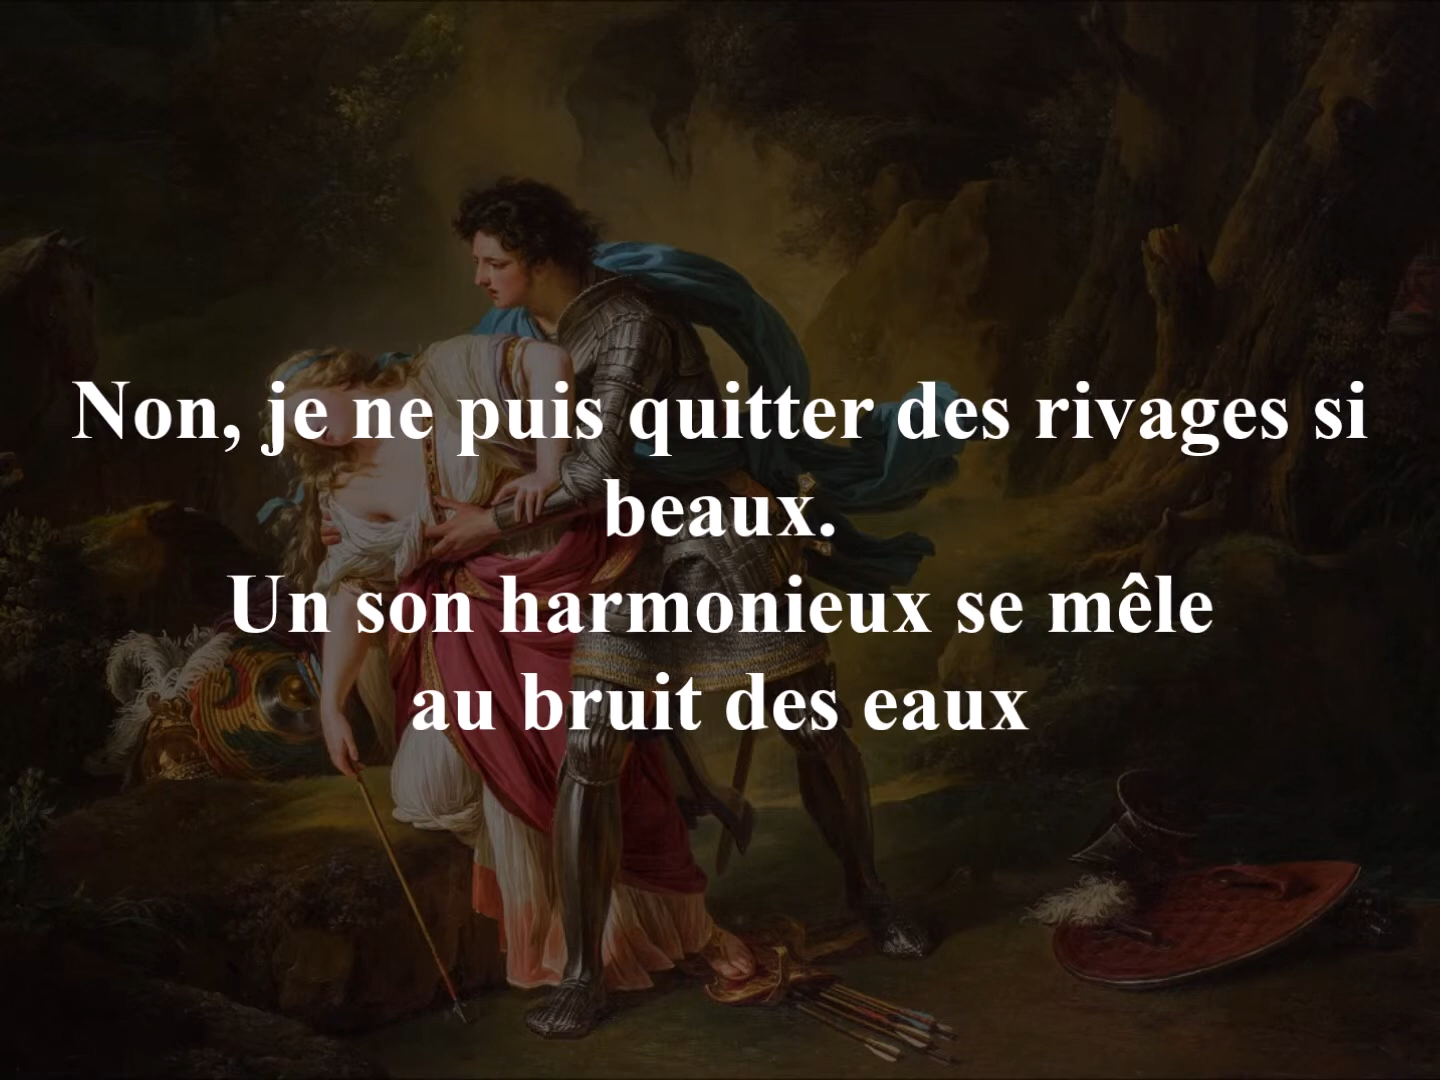 Non, je ne puis quitter des rivages si
beaux.
Un son harmonieux se mêle
au bruit des eaux